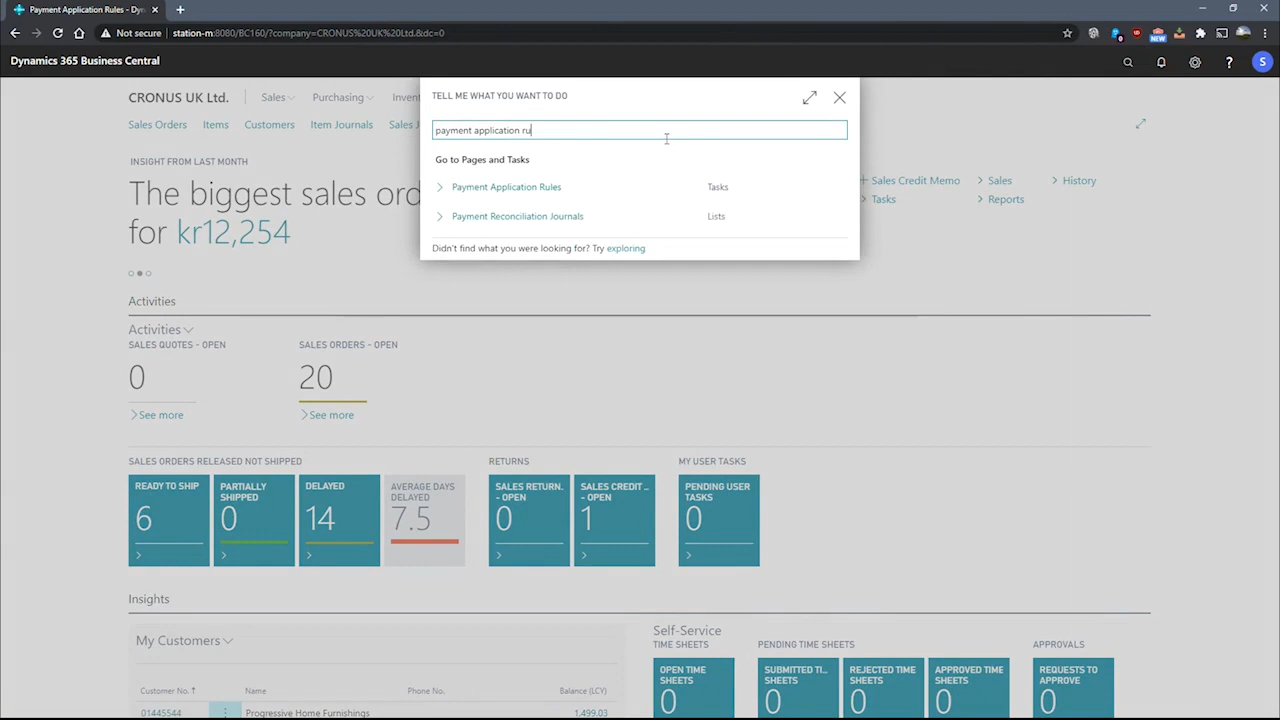 Payment Application Rules - Dyn
Not secure | station-m:8080/BC160/?company=CRONUS%20UK%20Ltd.&dc=0
NEW
Dynamics 365 Business Central
S
CRONUS UK Ltd.
Sales
Purchasing
Invent
Sales Orders
Items
Customers
Item Journals
Sales J
TELL ME WHAT YOU WANT TO DO
payment application ru
Go to Pages and Tasks
Payment Application Rules
Tasks
Payment Reconciliation Journals
Lists
Didn't find what you were looking for? Try exploring
INSIGHT FROM LAST MONTH
The biggest sales ord
for kr12,254
Sales Credit Memo
Sales
History
Tasks
Reports
Activities
Activities
SALES QUOTES - OPEN
SALES ORDERS - OPEN
0
20
See more
See more
SALES ORDERS RELEASED NOT SHIPPED
RETURNS
MY USER TASKS
READY TO SHIP
6
PARTIALLY
SHIPPED
0
DELAYED
14
AVERAGE DAYS
DELAYED
7.5
SALES RETURN.
- OPEN
0
SALES CREDIT ..
- OPEN
1
PENDING USER
TASKS
0
Insights
My Customers
Customer No. ↑
Name
Phone No.
Balance (LCY)
01445544
Progressive Home Furnishings
1,499.03
Self-Service
TIME SHEETS
PENDING TIME SHEETS
APPROVALS
OPEN TIME
SHEETS
0
SUBMITTED TI...
SHEETS
0
REJECTED TIME
SHEETS
0
APPROVED TIME
SHEETS
0
REQUESTS TO
APPROVE
0